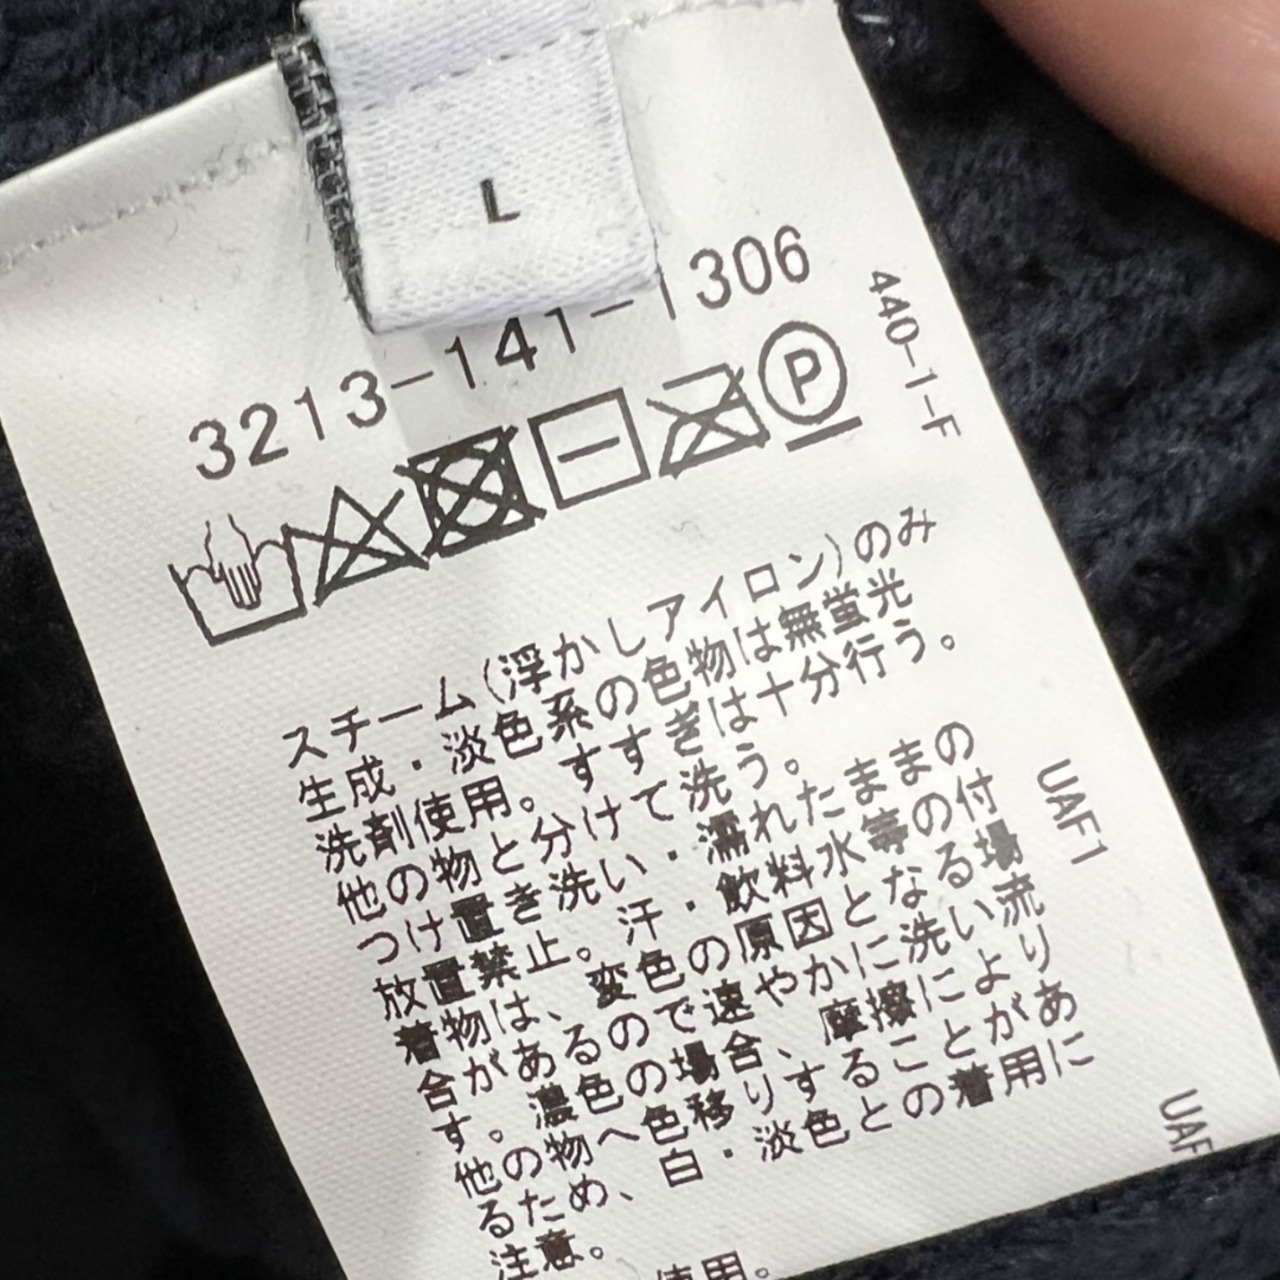 L
3213-141-1306
440-1-F
P
スチーム(浮かしアイロン)のみ
生成・淡色系の色物は無蛍光
洗剤使用。すすぎは十分行う。
他の物と分けて洗う。
つけ置き洗い・濡れたままの
放置禁止。汗・飲料水等の付
着物は、変色の原因となる場
合があるので速やかに洗い流
す。濃色の場合、摩擦により
他の物へ色移りすることがあ
るため、白・淡色との着用に
注意。
使用。
UAF1
UAF